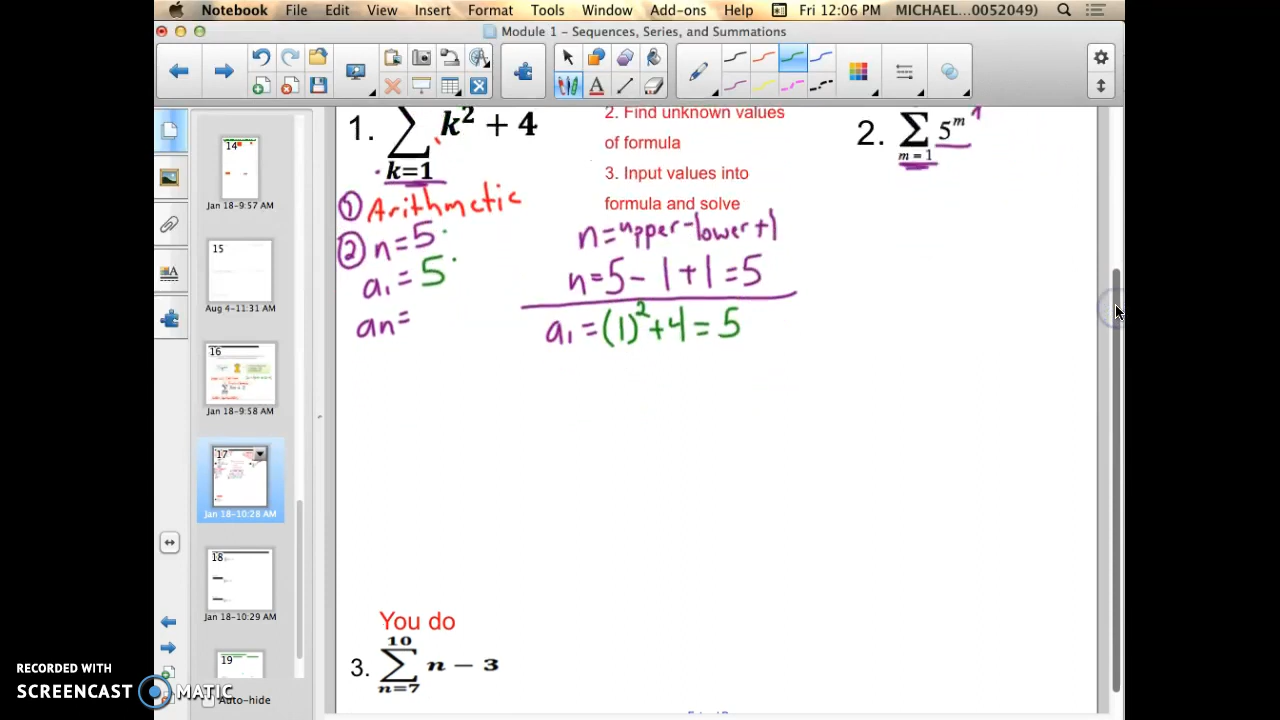 Notebook File Edit View Insert Format Tools Window Add-ons Help Fri 12:06 PM MICHAEL...0052049)
Module 1 – Sequences, Series, and Summations
1. ∑ k² + 4
k=1
2. Find unknown values
of formula
3. Input values into
formula and solve
2. ∑ 5^m
m = 1
① Arithmetic
② n=5
a₁ = 5
an=
n=upper-lower+1
n=5-1+1=5
a₁=(1)²+4=5
You do
10
3. ∑ n − 3
n=7
14
Jan 18-9:57 AM
15
Aug 4-11:31 AM
16
Jan 18-9:58 AM
17
Jan 18-10:28 AM
18
Jan 18-10:29 AM
19
Auto-hide
RECORDED WITH
SCREENCAST MATIC